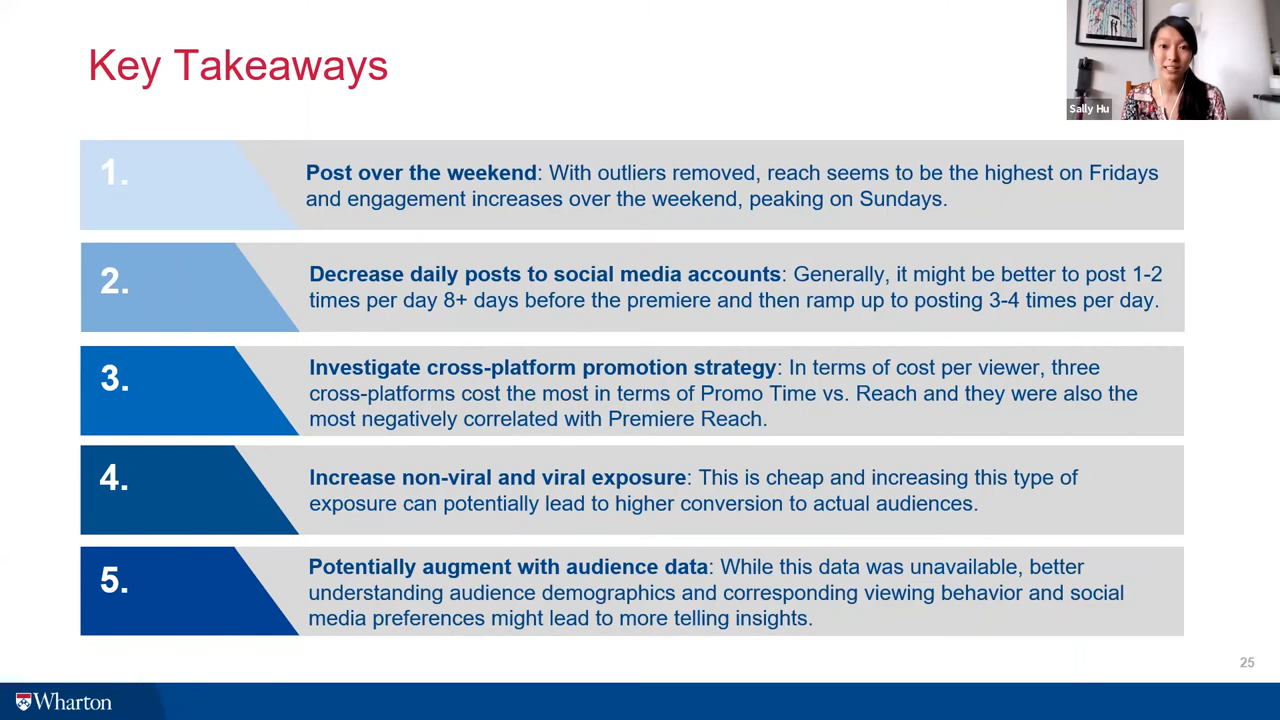 Key Takeaways
Sally Hu
1.
Post over the weekend: With outliers removed, reach seems to be the highest on Fridays
and engagement increases over the weekend, peaking on Sundays.
2.
Decrease daily posts to social media accounts: Generally, it might be better to post 1-2
times per day 8+ days before the premiere and then ramp up to posting 3-4 times per day.
3.
Investigate cross-platform promotion strategy: In terms of cost per viewer, three
cross-platforms cost the most in terms of Promo Time vs. Reach and they were also the
most negatively correlated with Premiere Reach.
4.
Increase non-viral and viral exposure: This is cheap and increasing this type of
exposure can potentially lead to higher conversion to actual audiences.
5.
Potentially augment with audience data: While this data was unavailable, better
understanding audience demographics and corresponding viewing behavior and social
media preferences might lead to more telling insights.
25
Wharton